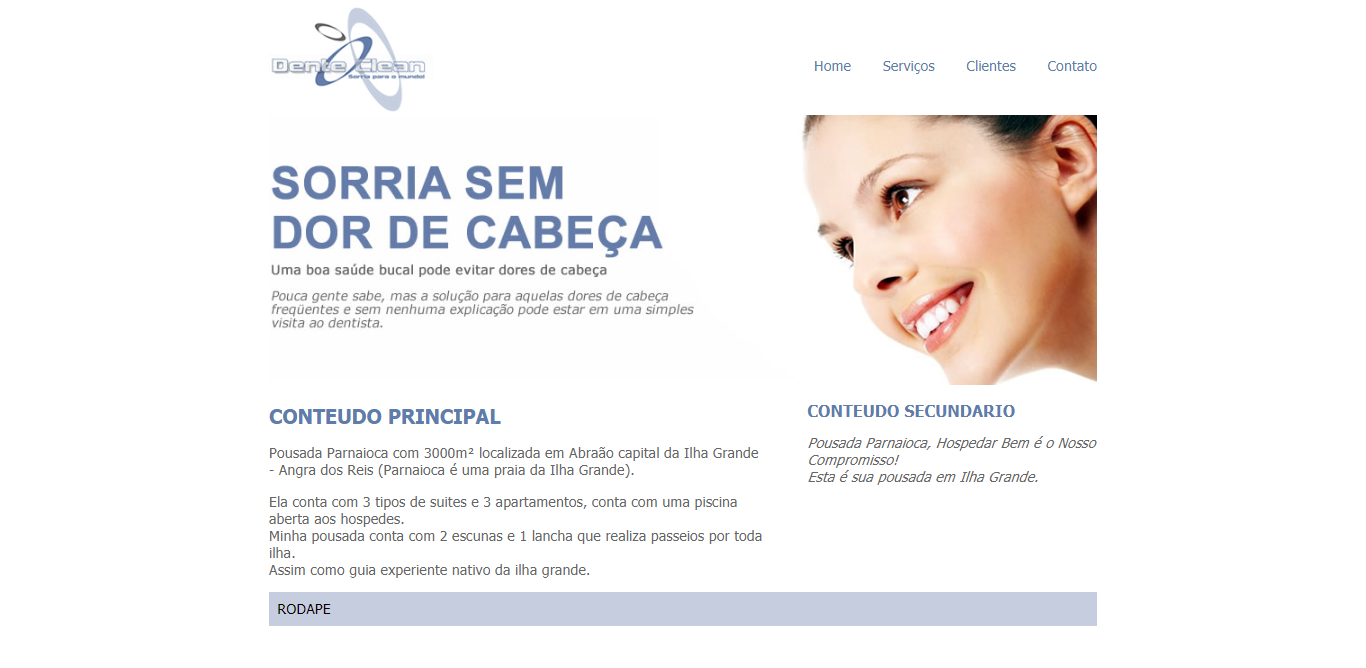 Dente Clean
Sorria para o mundo!
Home Serviços Clientes Contato
SORRIA SEM
DOR DE CABEÇA
Uma boa saúde bucal pode evitar dores de cabeça
Pouca gente sabe, mas a solução para aquelas dores de cabeça
freqüentes e sem nenhuma explicação pode estar em uma simples
visita ao dentista.
CONTEUDO PRINCIPAL
Pousada Parnaioca com 3000m² localizada em Abraão capital da Ilha Grande
- Angra dos Reis (Parnaioca é uma praia da Ilha Grande).
Ela conta com 3 tipos de suites e 3 apartamentos, conta com uma piscina
aberta aos hospedes.
Minha pousada conta com 2 escunas e 1 lancha que realiza passeios por toda
ilha.
Assim como guia experiente nativo da ilha grande.
CONTEUDO SECUNDARIO
Pousada Parnaioca, Hospedar Bem é o Nosso
Compromisso!
Esta é sua pousada em Ilha Grande.
RODAPE